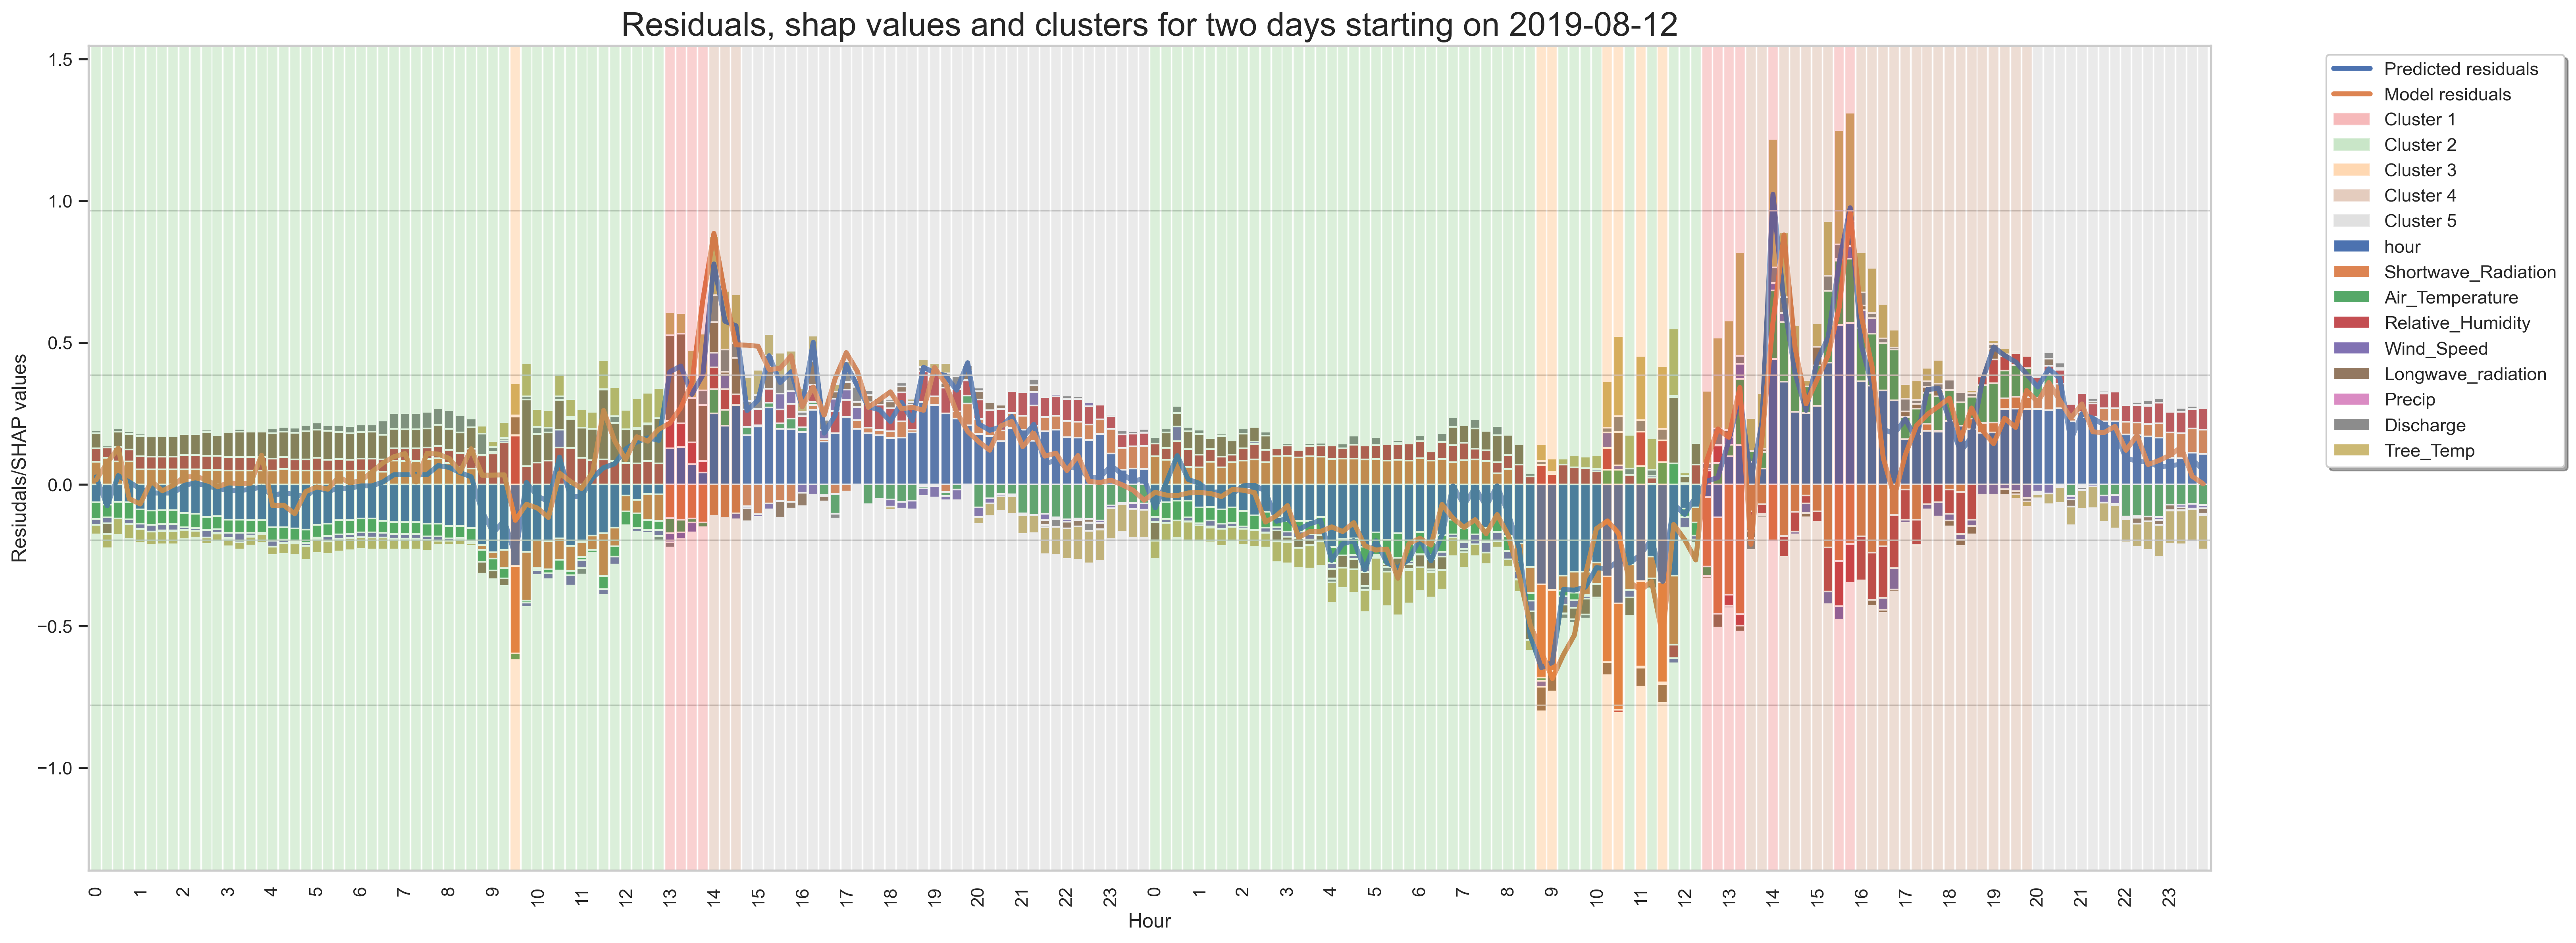 Residuals, shap values and clusters for two days starting on 2019-08-12
1.5
1.0
0.5
0.0
−0.5
−1.0
Resiudals/SHAP values
0 1 2 3 4 5 6 7 8 9 10 11 12 13 14 15 16 17 18 19 20 21 22 23 0 1 2 3 4 5 6 7 8 9 10 11 12 13 14 15 16 17 18 19 20 21 22 23
Hour
Predicted residuals
Model residuals
Cluster 1
Cluster 2
Cluster 3
Cluster 4
Cluster 5
hour
Shortwave_Radiation
Air_Temperature
Relative_Humidity
Wind_Speed
Longwave_radiation
Precip
Discharge
Tree_Temp